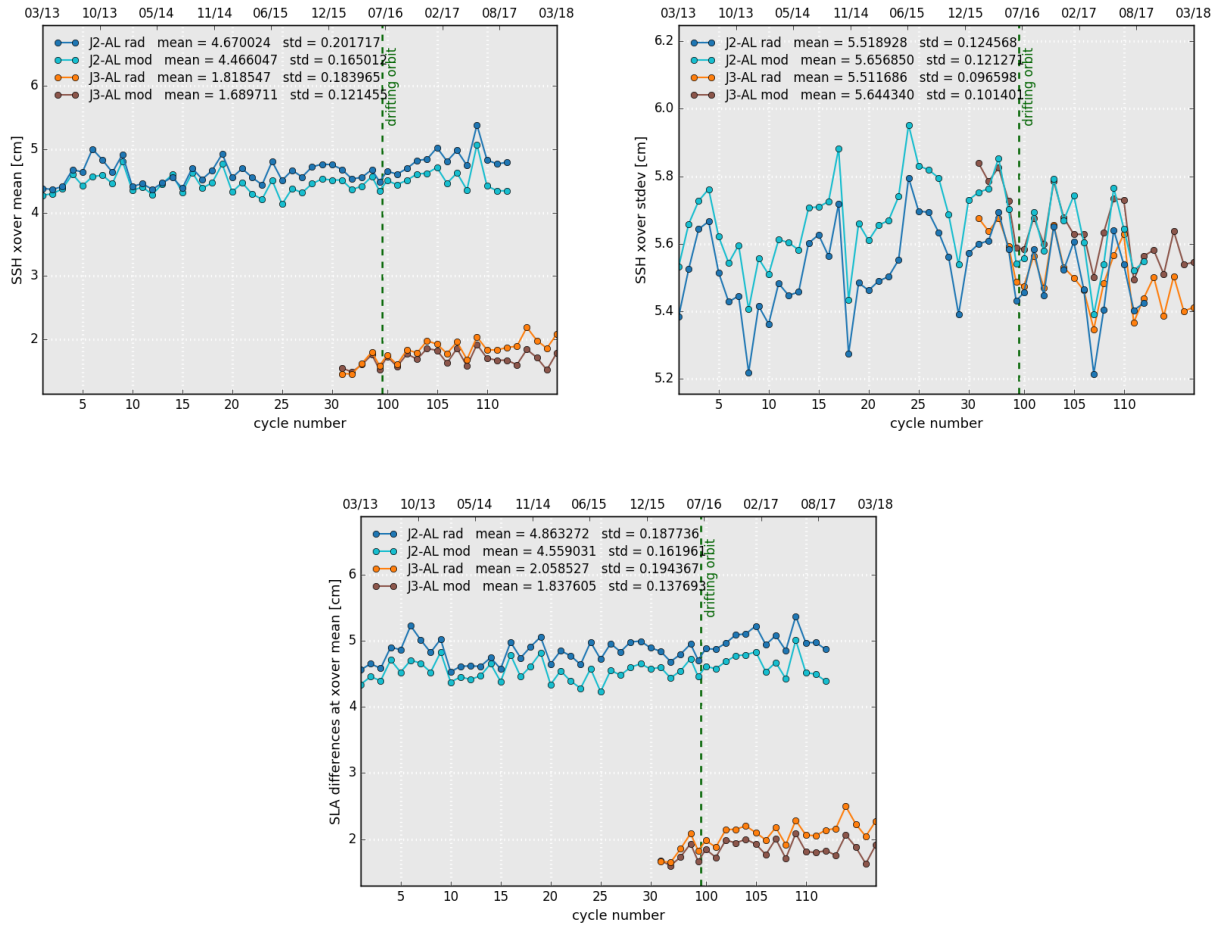 03/13 10/13 05/14 11/14 06/15 12/15 07/16 02/17 08/17 03/18
J2-AL rad mean = 4.670024 std = 0.201717
J2-AL mod mean = 4.466047 std = 0.165012
J3-AL rad mean = 1.818547 std = 0.183965
J3-AL mod mean = 1.689711 std = 0.121455
drifting orbit
SSH xover mean [cm]
6
5
4
3
2
5 10 15 20 25 30 100 105 110
cycle number
03/13 10/13 05/14 11/14 06/15 12/15 07/16 02/17 08/17 03/18
J2-AL rad mean = 5.518928 std = 0.124568
J2-AL mod mean = 5.656850 std = 0.121271
J3-AL rad mean = 5.511686 std = 0.096598
J3-AL mod mean = 5.644340 std = 0.101401
drifting orbit
SSH xover stdev [cm]
6.2
6.0
5.8
5.6
5.4
5.2
5 10 15 20 25 30 100 105 110
cycle number
03/13 10/13 05/14 11/14 06/15 12/15 07/16 02/17 08/17 03/18
J2-AL rad mean = 4.863272 std = 0.187736
J2-AL mod mean = 4.559031 std = 0.161961
J3-AL rad mean = 2.058527 std = 0.194367
J3-AL mod mean = 1.837605 std = 0.137693
drifting orbit
SLA differences at xover mean [cm]
6
5
4
3
2
5 10 15 20 25 30 100 105 110
cycle number